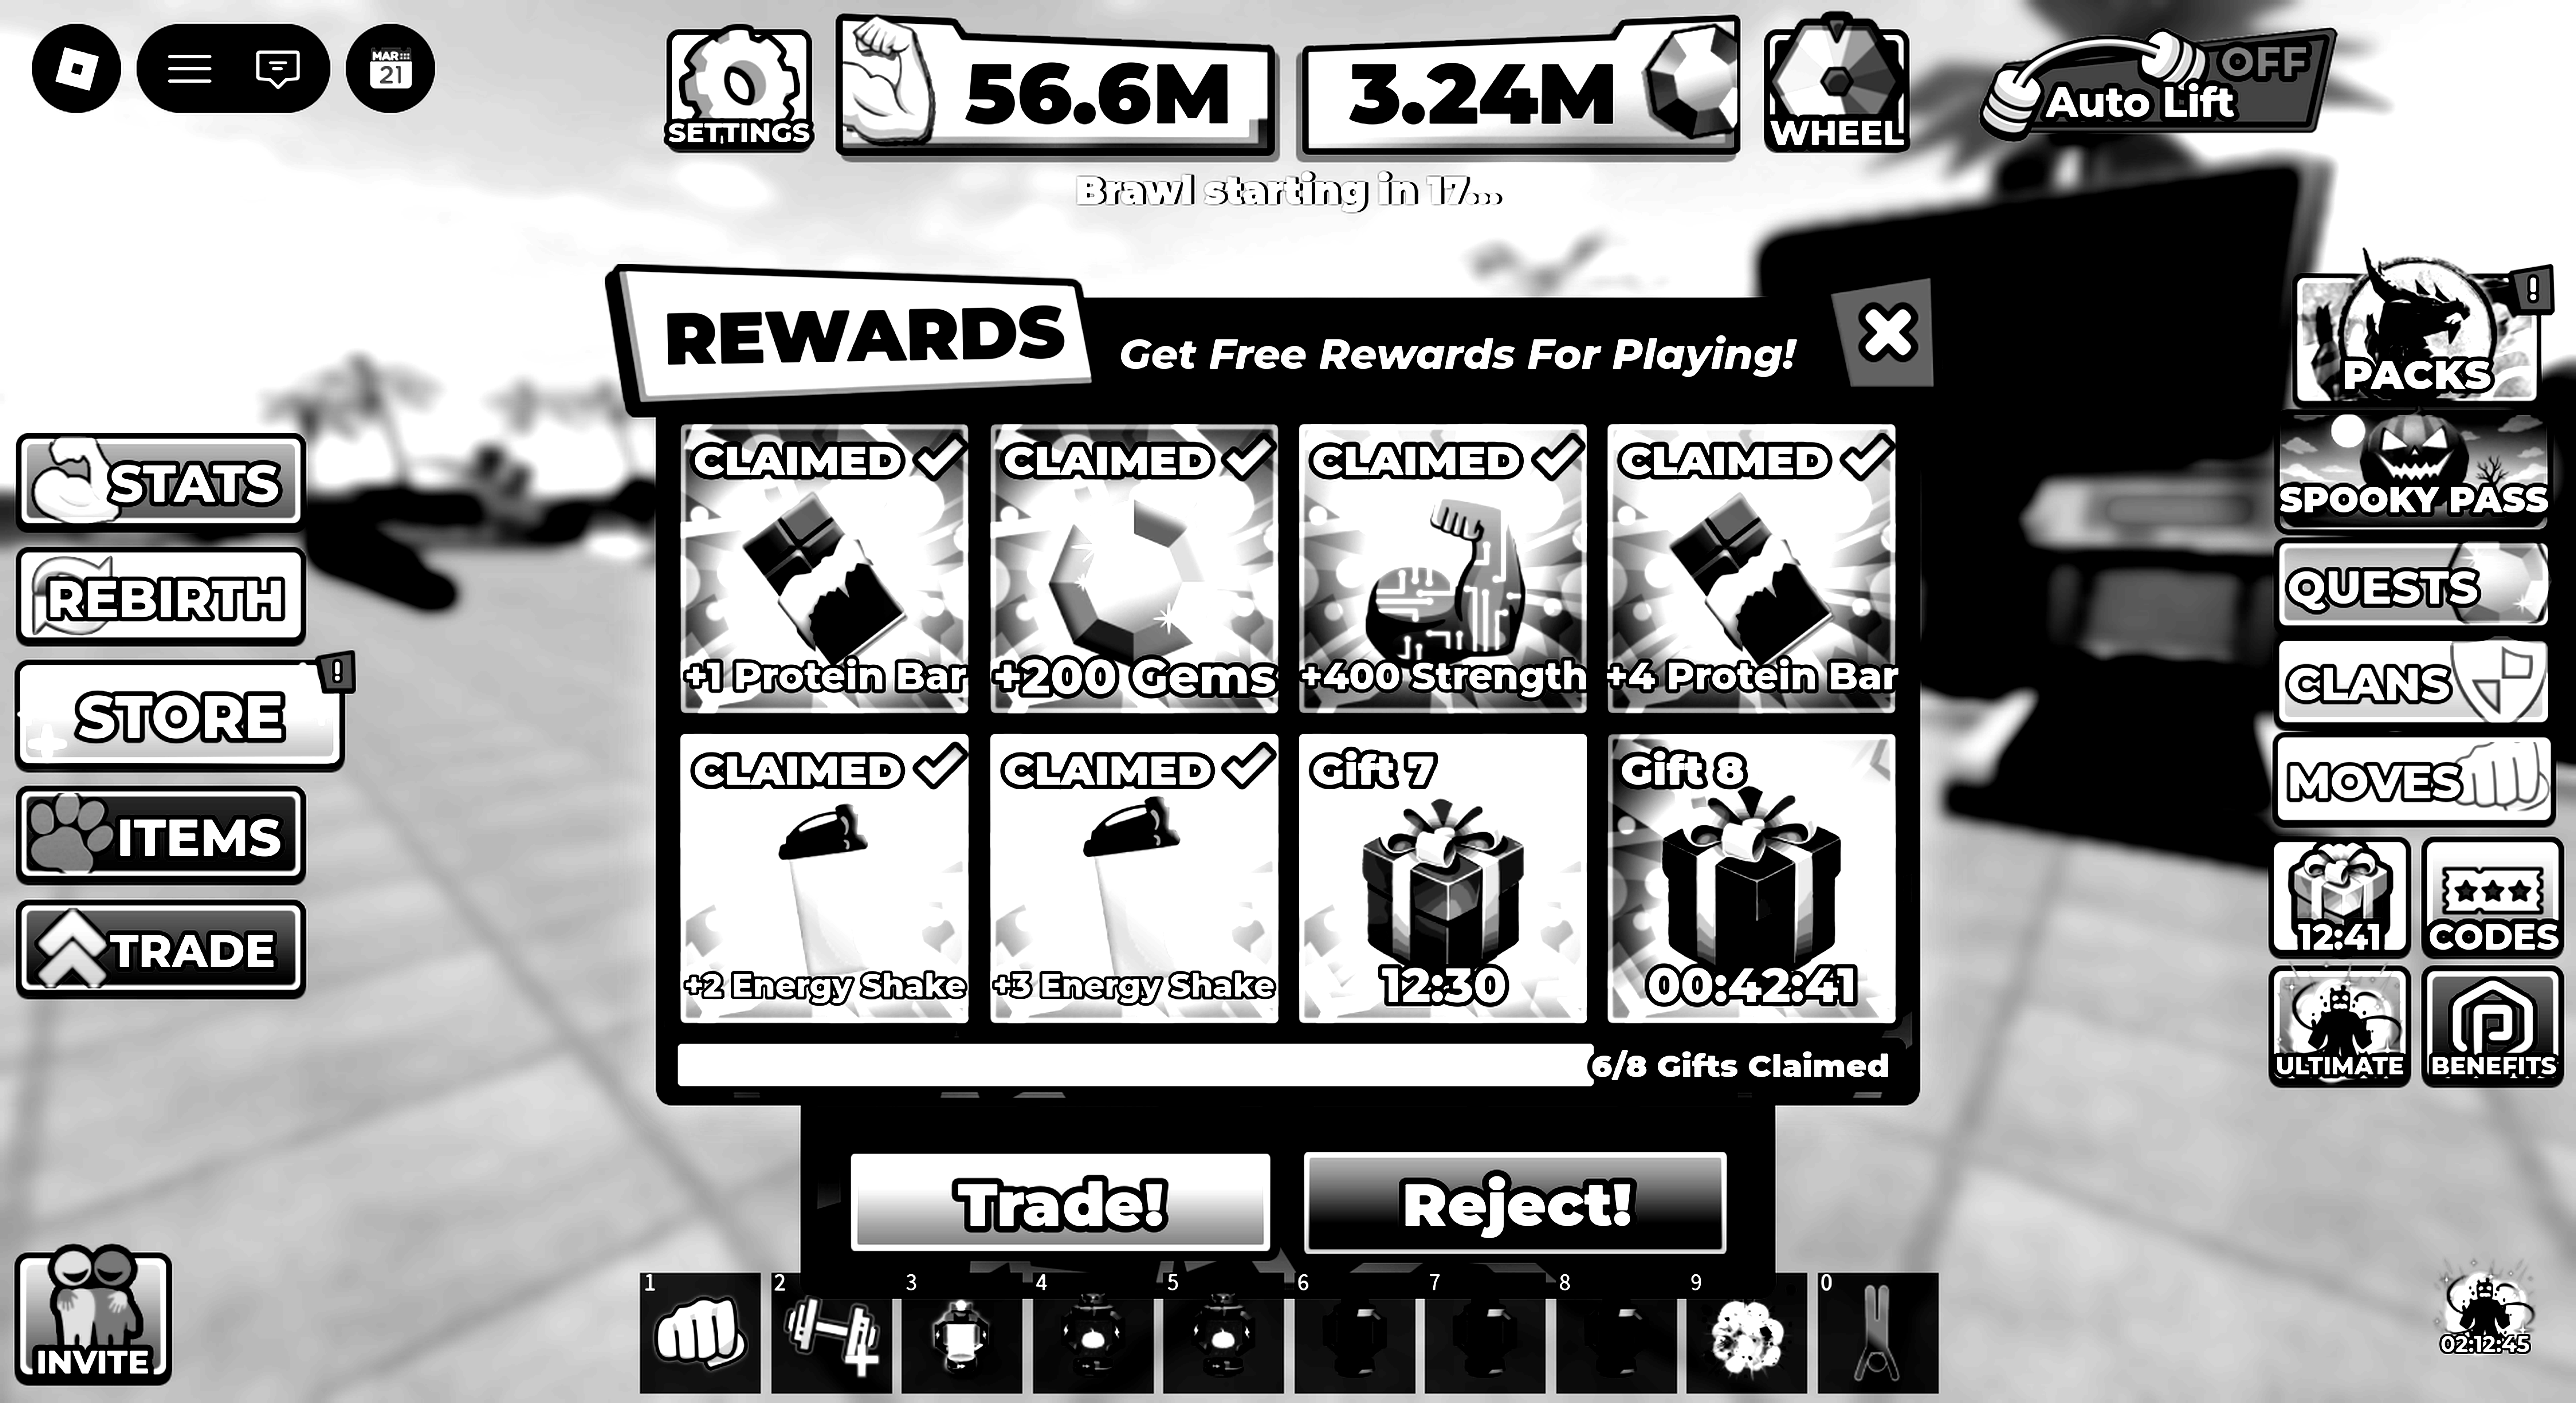 MAR
21
SETTINGS
56.6M
3.24M
WHEEL
OFF
Auto Lift
Brawl starting in 17...
REWARDS
Get Free Rewards For Playing!
PACKS
!
STATS
REBIRTH
STORE
!
ITEMS
TRADE
INVITE
CLAIMED
+1 Protein Bar
CLAIMED
+200 Gems
CLAIMED
+400 Strength
CLAIMED
+4 Protein Bar
CLAIMED
+2 Energy Shake
CLAIMED
+3 Energy Shake
Gift 7
12:30
Gift 8
00:42:41
6/8 Gifts Claimed
Trade!
Reject!
SPOOKY PASS
QUESTS
CLANS
MOVES
12:41
CODES
ULTIMATE
BENEFITS
1 2 3 4 5 6 7 8 9 0
02:12:45